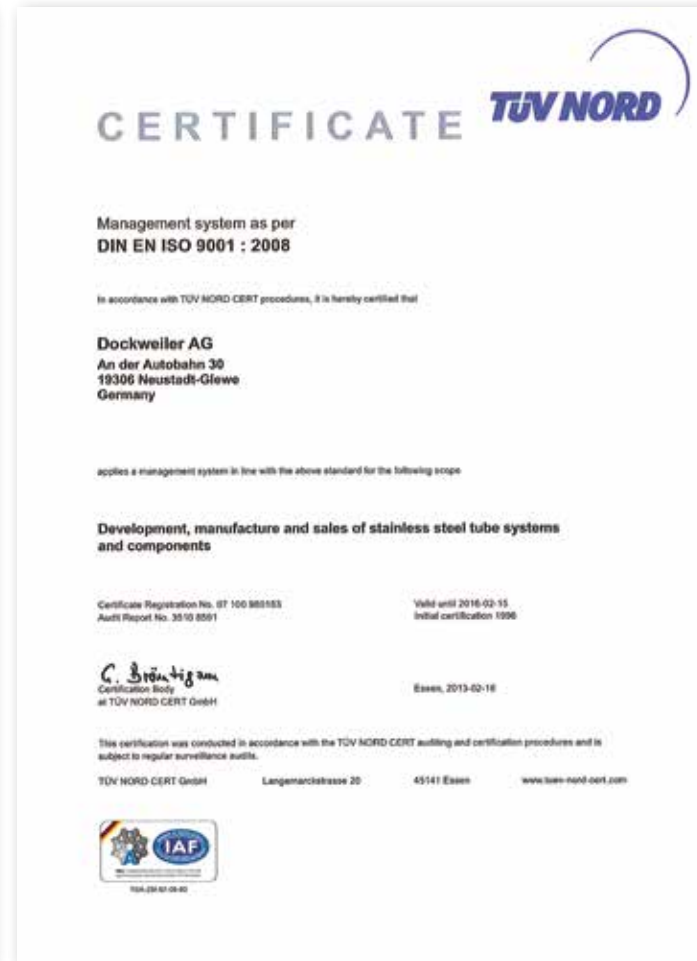 CERTIFICATE
TÜV NORD
Management system as per
DIN EN ISO 9001 : 2008
In accordance with TÜV NORD CERT procedures, it is hereby certified that
Dockweiler AG
An der Autobahn 30
19306 Neustadt-Glewe
Germany
applies a management system in line with the above standard for the following scope
Development, manufacture and sales of stainless steel tube systems
and components
Certificate Registration No. 07 100
Valid until 2016-02-15
Audit Report No. 3510 8591
Initial certification 1996
G. Bräutigam
Certification Body
at TÜV NORD CERT GmbH
Essen, 2013-02-16
This certification was conducted in accordance with the TÜV NORD CERT auditing and certification procedures and is
subject to regular surveillance audits.
TÜV NORD CERT GmbH Langemarckstrasse 20 45141 Essen www.tuev-nord-cert.com
IAF